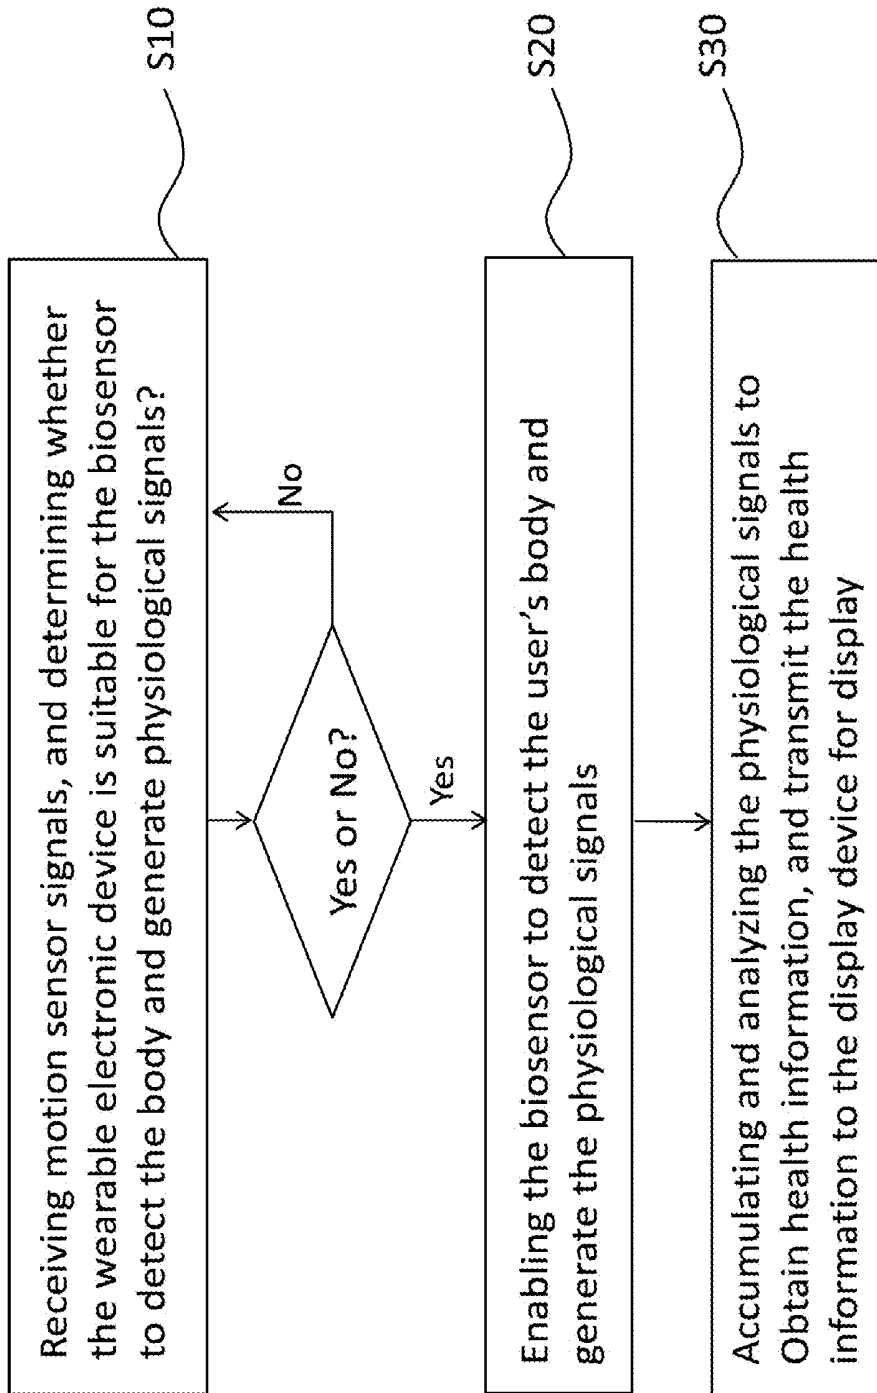 Receiving motion sensor signals, and determining whether
the wearable electronic device is suitable for the biosensor
to detect the body and generate physiological signals?
S10
Yes or No?
No
Yes
Enabling the biosensor to detect the user's body and
generate the physiological signals
S20
Accumulating and analyzing the physiological signals to
Obtain health information, and transmit the health
information to the display device for display
S30